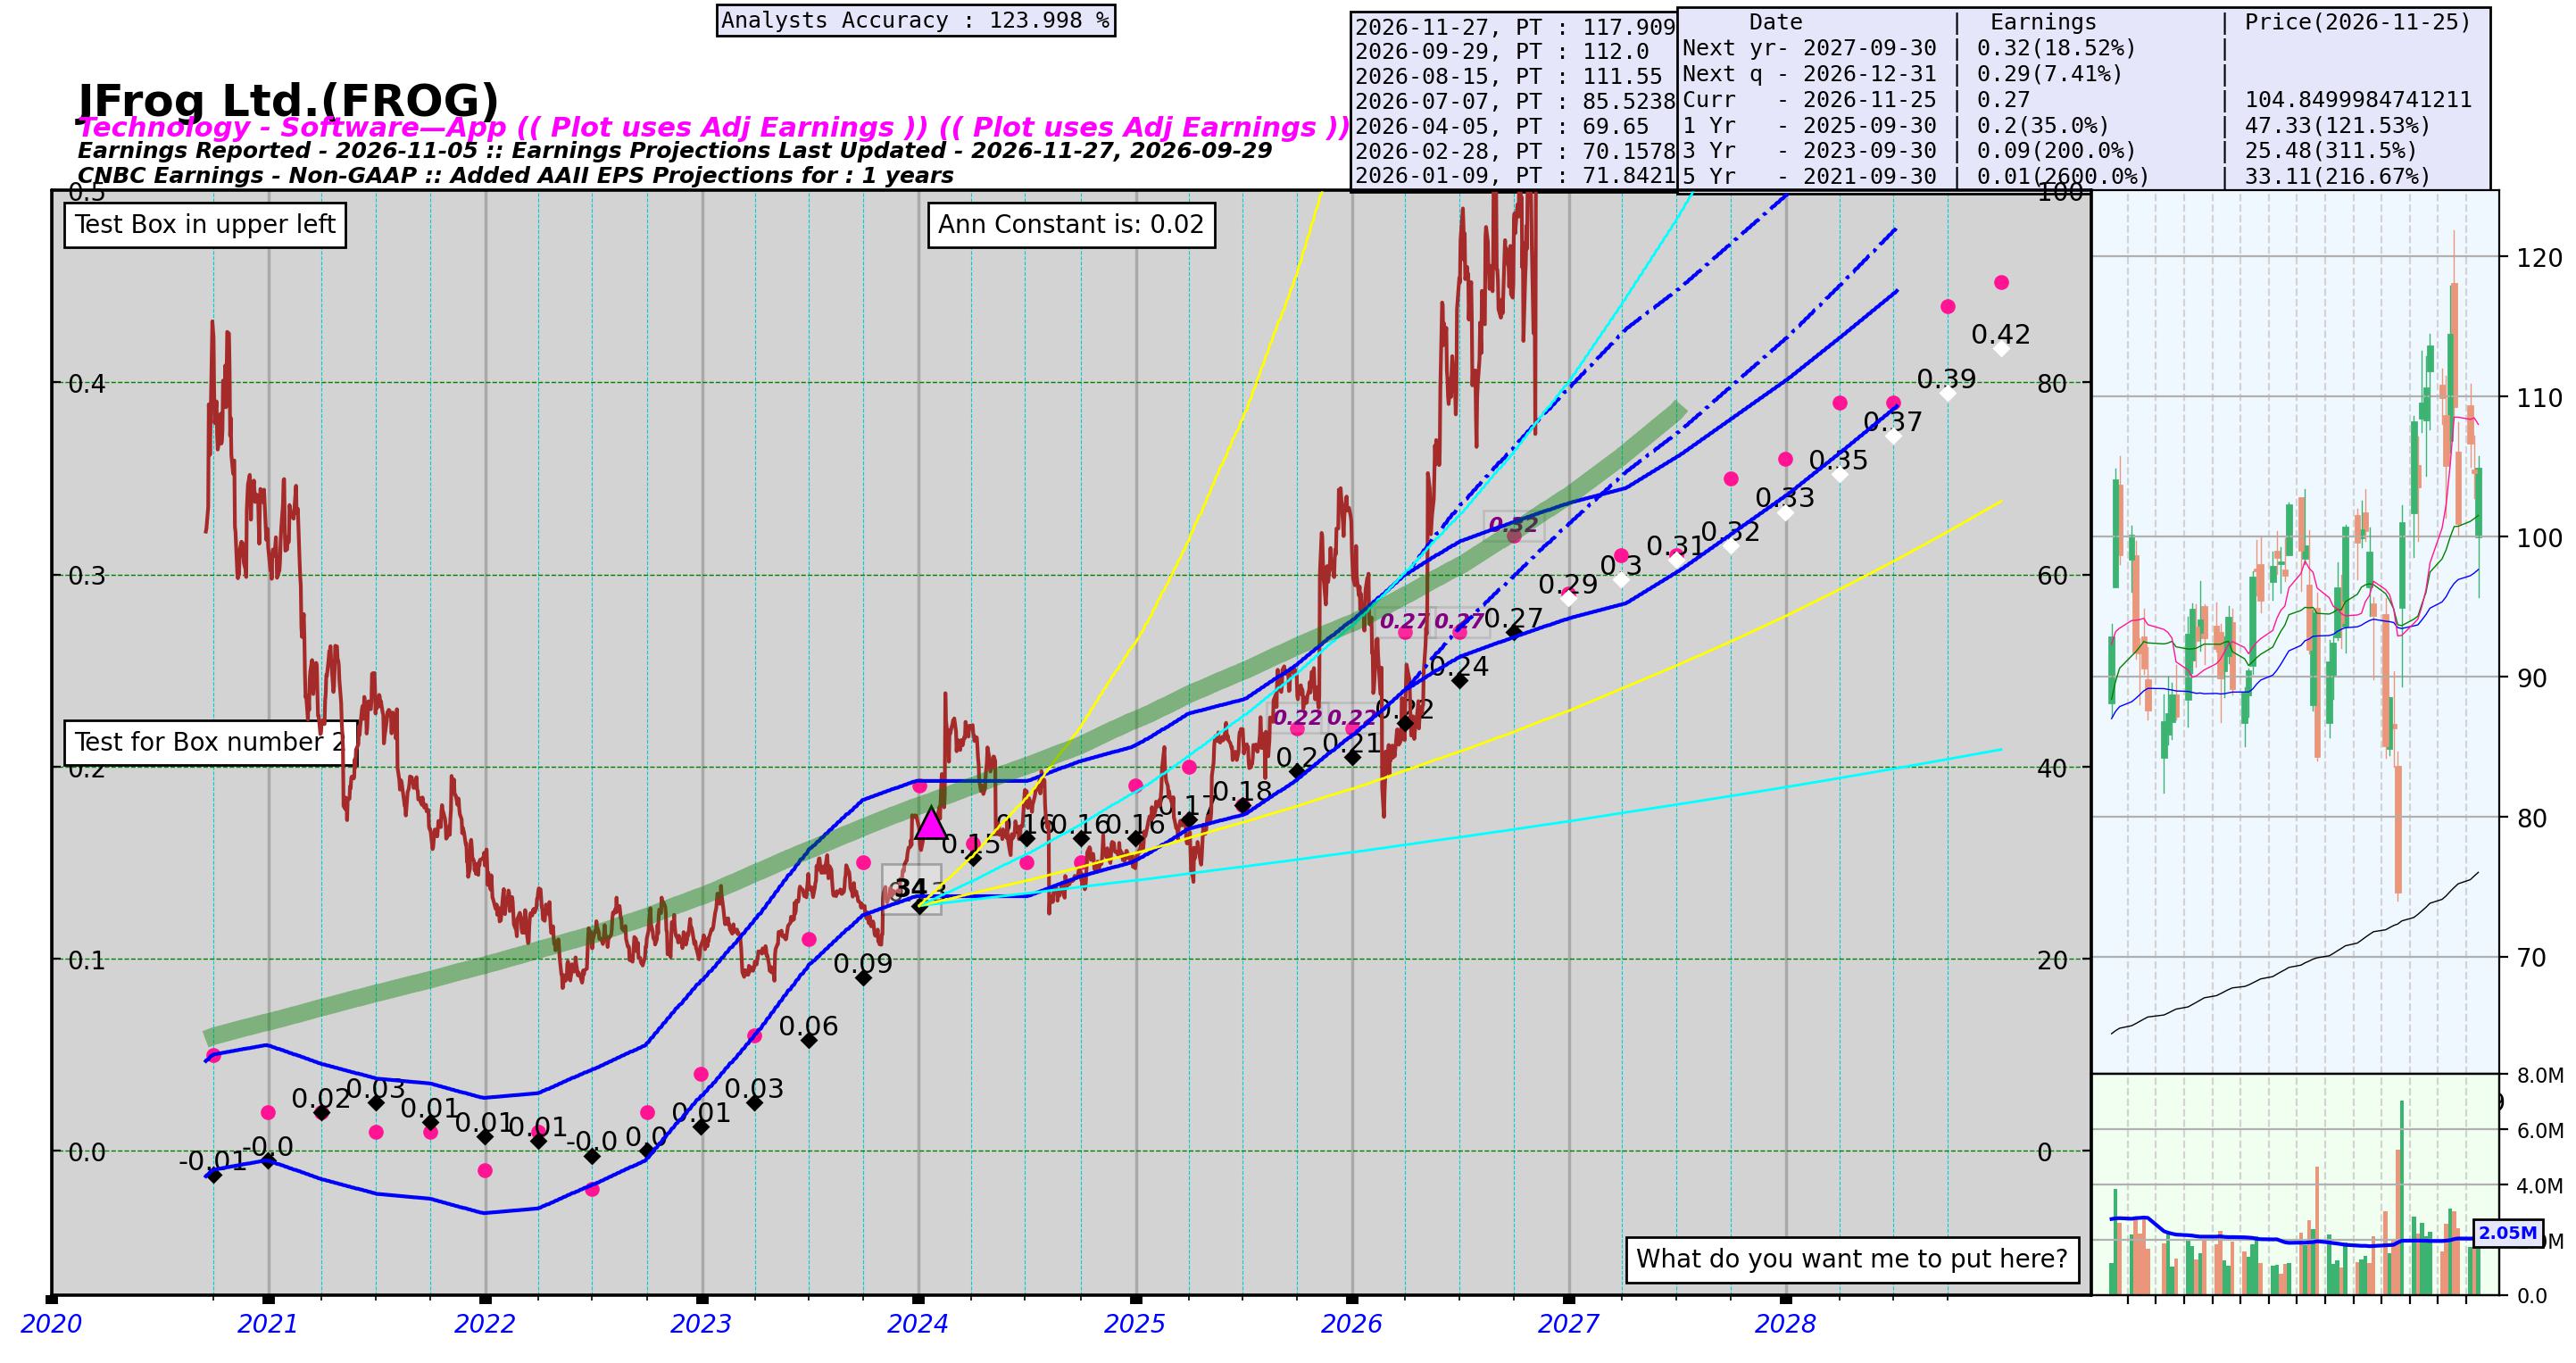 Analysts Accuracy : 123.998 %
JFrog Ltd.(FROG)
Technology - Software—App (( Plot uses Adj Earnings )) (( Plot uses Adj Earnings ))
Earnings Reported - 2026-11-05 :: Earnings Projections Last Updated - 2026-11-27, 2026-09-29
CNBC Earnings - Non-GAAP :: Added AAII EPS Projections for : 1 years
2026-11-27, PT : 117.909
2026-09-29, PT : 112.0
2026-08-15, PT : 111.55
2026-07-07, PT : 85.5238
2026-04-05, PT : 69.65
2026-02-28, PT : 70.1578
2026-01-09, PT : 71.8421
Date | Earnings | Price(2026-11-25)
Next yr- 2027-09-30 | 0.32(18.52%) |
Next q - 2026-12-31 | 0.29(7.41%) |
Curr - 2026-11-25 | 0.27 | 104.8499984741211
1 Yr - 2025-09-30 | 0.2(35.0%) | 47.33(121.53%)
3 Yr - 2023-09-30 | 0.09(200.0%) | 25.48(311.5%)
5 Yr - 2021-09-30 | 0.01(2600.0%) | 33.11(216.67%)
Test Box in upper left
Ann Constant is: 0.02
Test for Box number 2
What do you want me to put here?
0.5
0.4
0.3
0.2
0.1
0.0
-0.01
-0.0
0.02
0.03
0.01
0.01
0.01
-0.0
0.0
0.01
0.03
0.06
0.09
34
0.15
0.16
0.16
0.16
0.17
0.18
0.2
0.21
0.22
0.24
0.27
0.29
0.3
0.31
0.32
0.33
0.35
0.37
0.39
0.42
0.22
0.22
0.27
0.27
0.32
100
80
60
40
20
0
120
110
100
90
80
70
8.0M
6.0M
4.0M
2.05M
0.0
2020
2021
2022
2023
2024
2025
2026
2027
2028